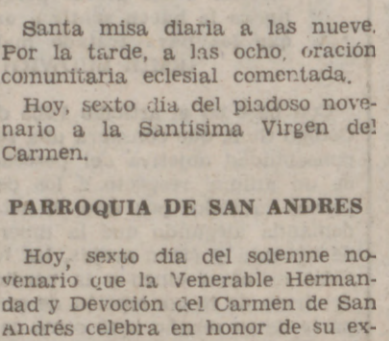 Santa misa diaria a las nueve.
Por la tarde, a las ocho, oración
comunitaria eclesial comentada.
Hoy, sexto día del piadoso nove-
nario a la Santísima Virgen del
Carmen.
PARROQUIA DE SAN ANDRES
Hoy, sexto día del solemne no-
venario que la Venerable Herman-
dad y Devoción del Carmen de San
Andrés celebra en honor de su ex-